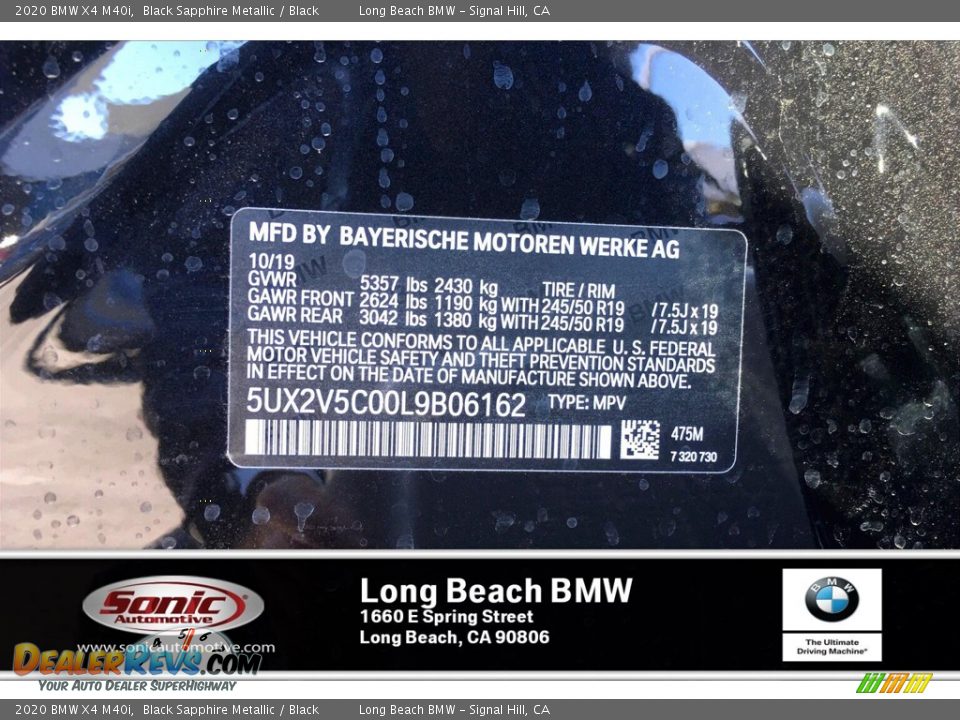 2020 BMW X4 M40i, Black Sapphire Metallic / Black Long Beach BMW - Signal Hill, CA
MFD BY BAYERISCHE MOTOREN WERKE AG
10/19
GVWR 5357 lbs 2430 kg TIRE / RIM
GAWR FRONT 2624 lbs 1190 kg WITH 245/50 R19 / 7.5J x 19
GAWR REAR 3042 lbs 1380 kg WITH 245/50 R19 / 7.5J x 19
THIS VEHICLE CONFORMS TO ALL APPLICABLE U. S. FEDERAL
MOTOR VEHICLE SAFETY AND THEFT PREVENTION STANDARDS
IN EFFECT ON THE DATE OF MANUFACTURE SHOWN ABOVE.
5UX2V5C00L9B06162 TYPE: MPV
475M
7 320 730
Sonic
Automotive
www.sonicautomotive.com
Long Beach BMW
1660 E Spring Street
Long Beach, CA 90806
BMW
The Ultimate
Driving Machine®
DealerRevs.com
Your Auto Dealer SuperHighway
2020 BMW X4 M40i, Black Sapphire Metallic / Black Long Beach BMW - Signal Hill, CA